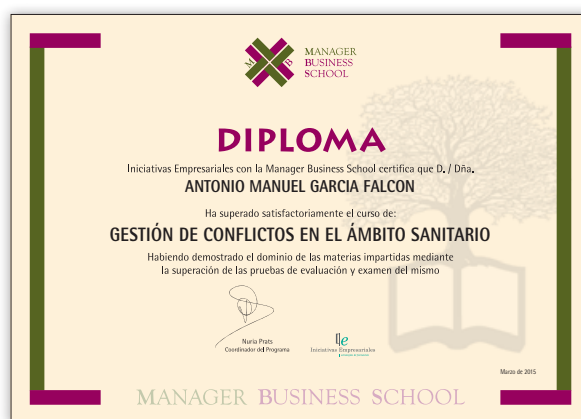 M B
MANAGER
BUSINESS
SCHOOL
DIPLOMA
Iniciativas Empresariales con la Manager Business School certifica que D. / Dña.
ANTONIO MANUEL GARCIA FALCON
Ha superado satisfactoriamente el curso de:
GESTIÓN DE CONFLICTOS EN EL ÁMBITO SANITARIO
Habiendo demostrado el dominio de las materias impartidas mediante
la superación de las pruebas de evaluación y examen del mismo
Nuria Prats
Coordinador del Programa
Iniciativas Empresariales
Marzo de 2015
MANAGER BUSINESS SCHOOL